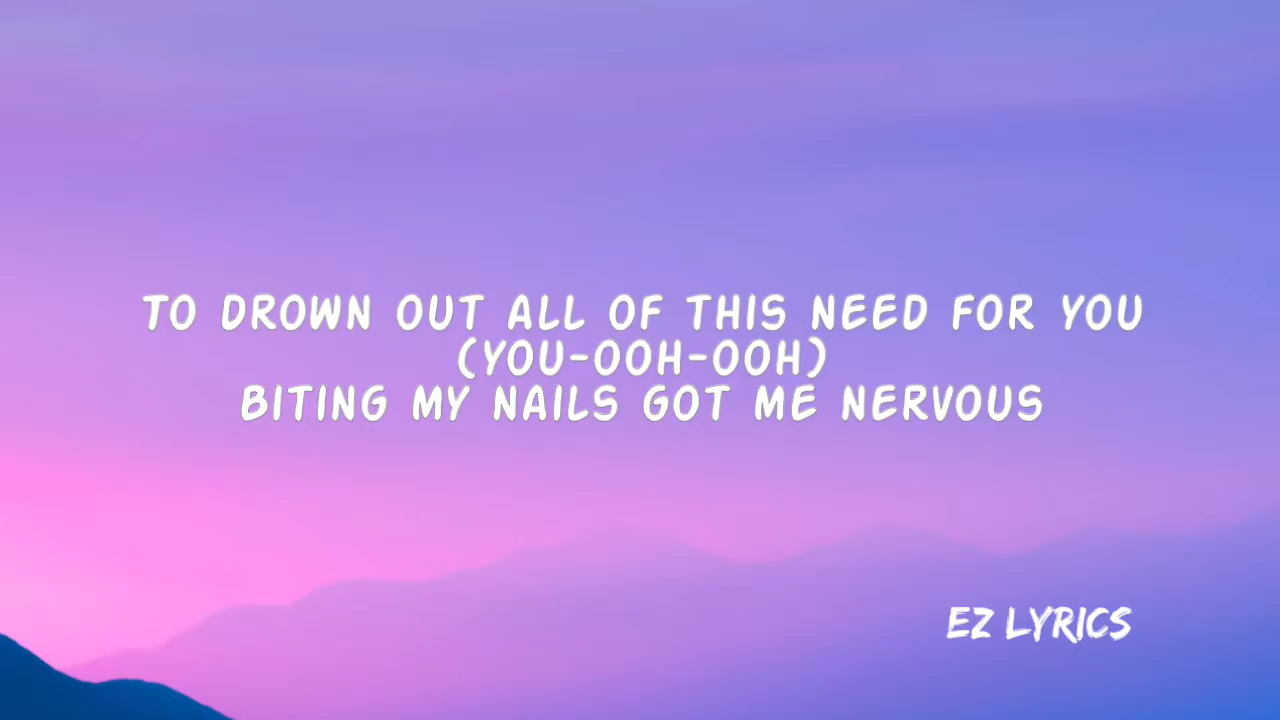 TO DROWN OUT ALL OF THIS NEED FOR YOU
(YOU-OOH-OOH)
BITING MY NAILS GOT ME NERVOUS
EZ LYRICS